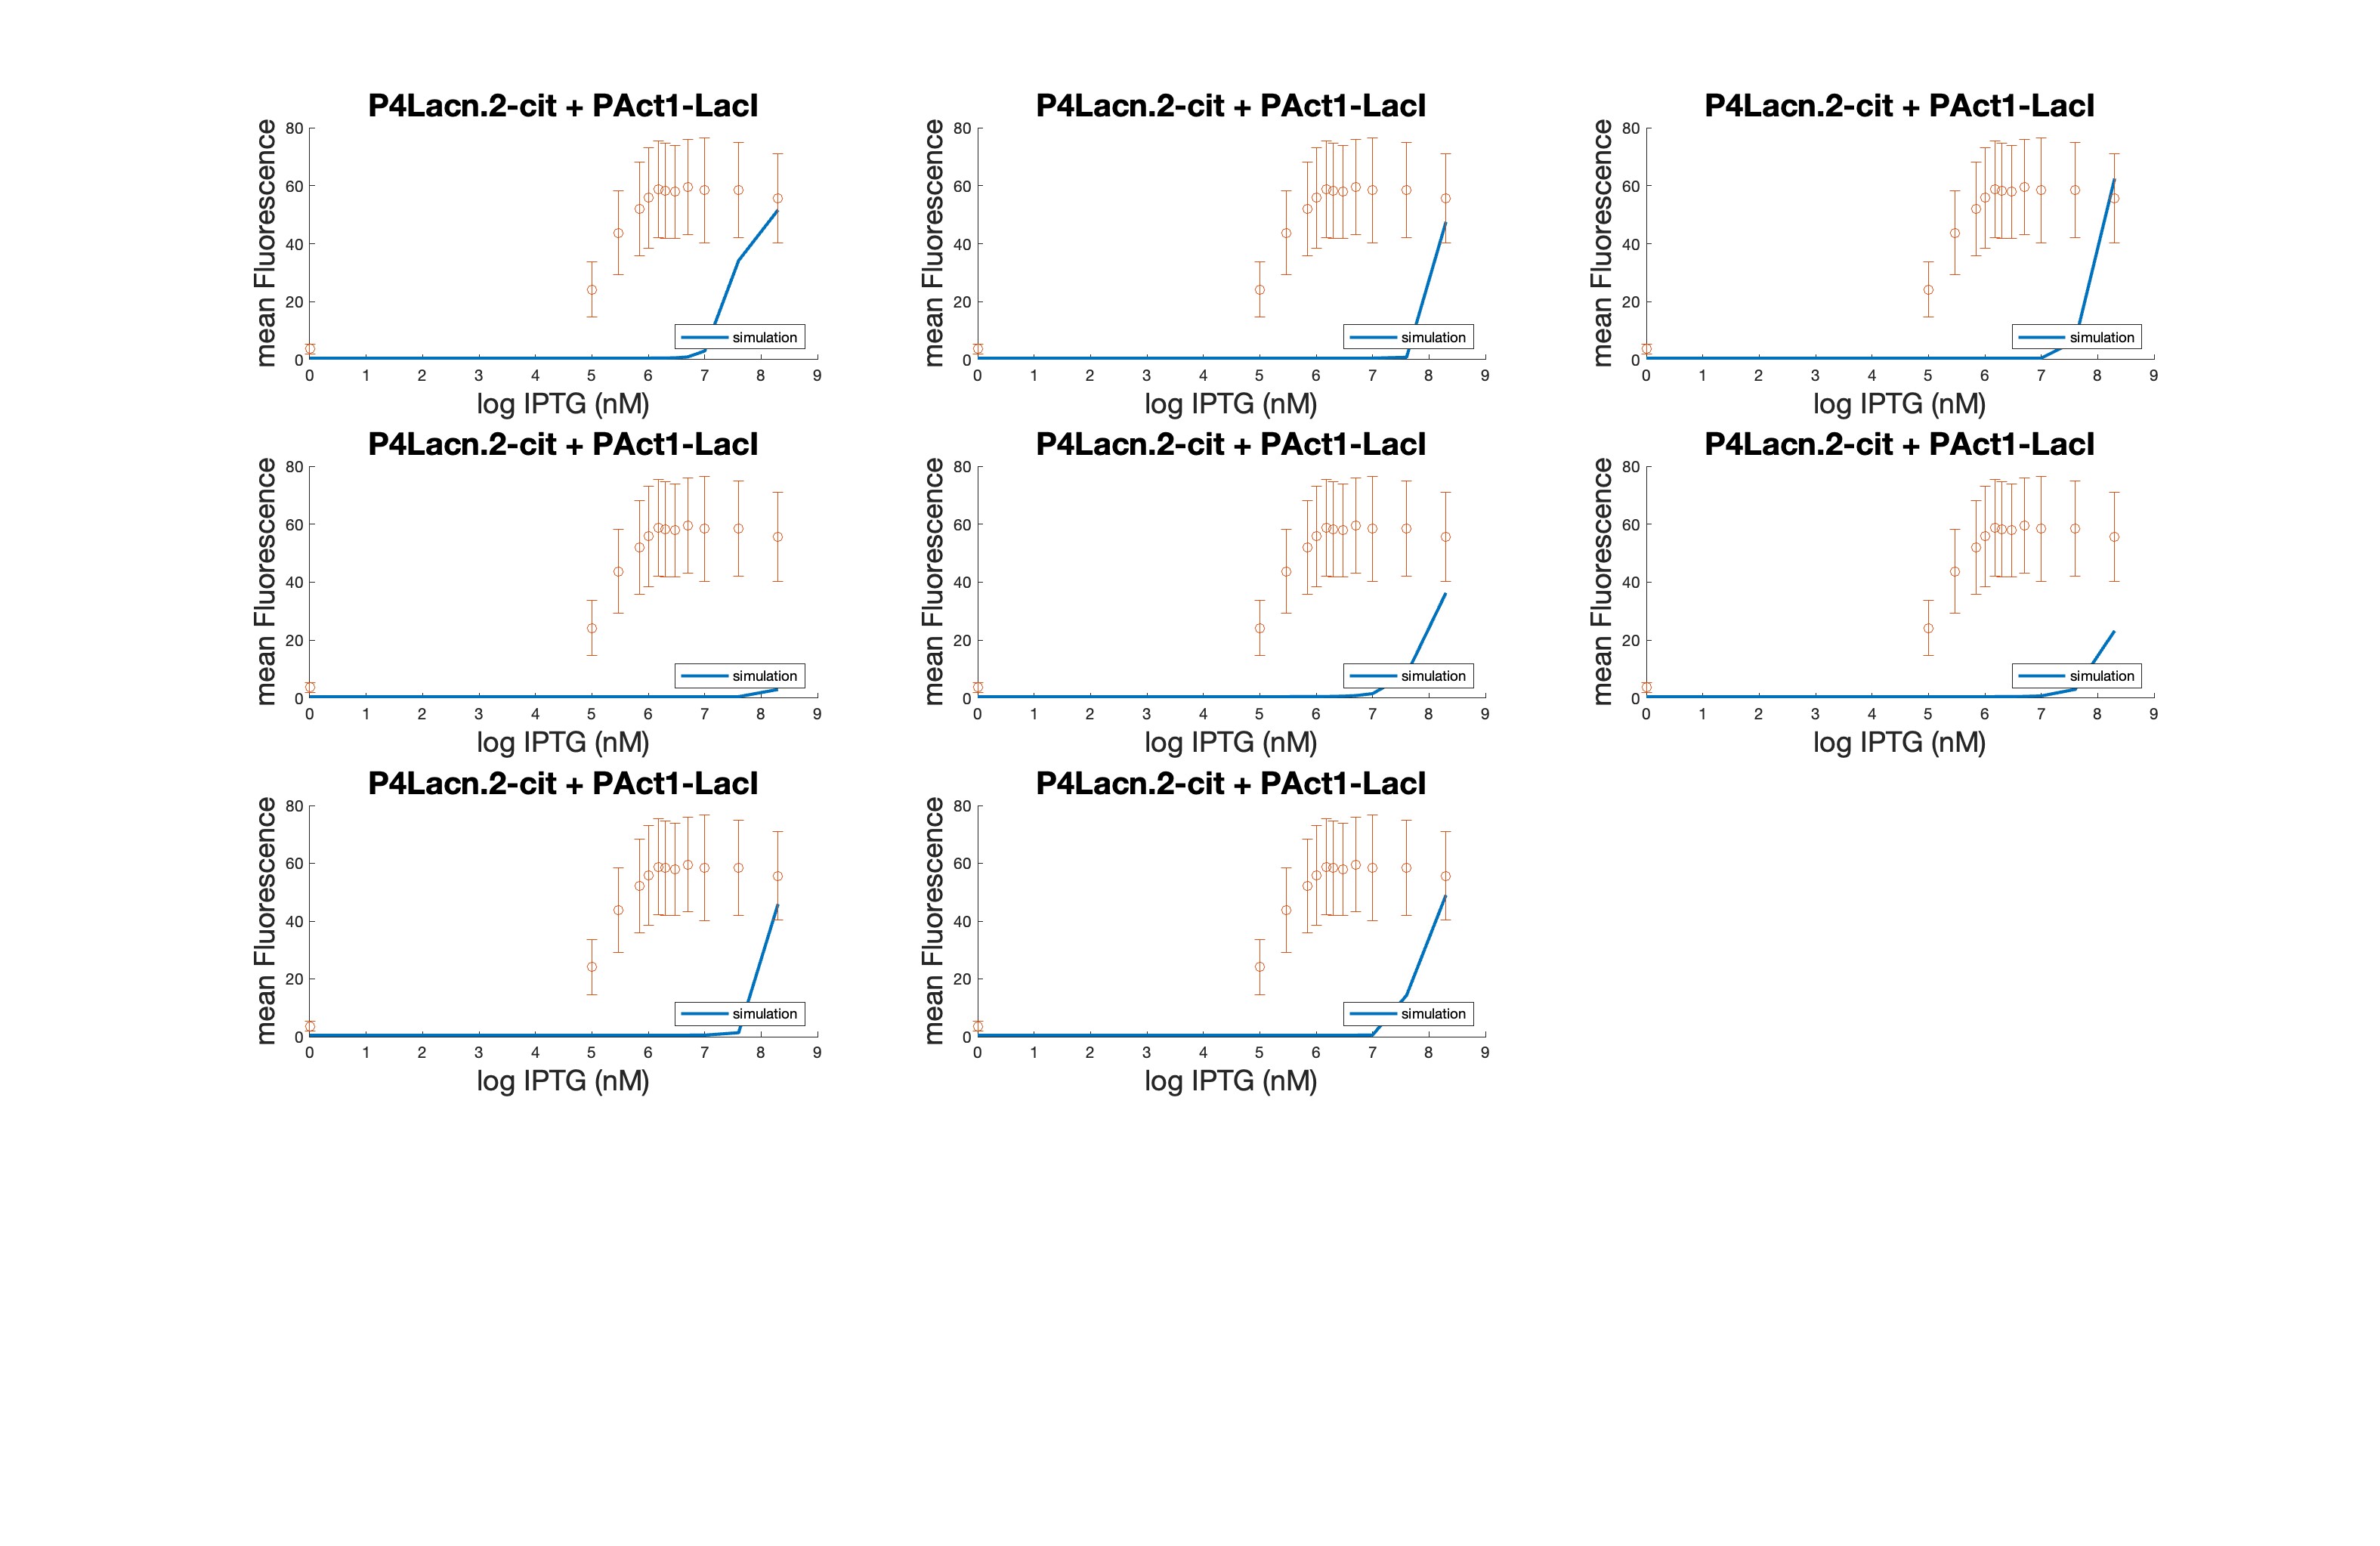 P4Lacn.2-cit + PAct1-LacI
P4Lacn.2-cit + PAct1-LacI
P4Lacn.2-cit + PAct1-LacI
mean Fluorescence
80
60
40
20
0
simulation
0 1 2 3 4 5 6 7 8 9
log IPTG (nM)
mean Fluorescence
80
60
40
20
0
simulation
0 1 2 3 4 5 6 7 8 9
log IPTG (nM)
mean Fluorescence
80
60
40
20
0
simulation
0 1 2 3 4 5 6 7 8 9
log IPTG (nM)
P4Lacn.2-cit + PAct1-LacI
P4Lacn.2-cit + PAct1-LacI
P4Lacn.2-cit + PAct1-LacI
mean Fluorescence
80
60
40
20
0
simulation
0 1 2 3 4 5 6 7 8 9
log IPTG (nM)
mean Fluorescence
80
60
40
20
0
simulation
0 1 2 3 4 5 6 7 8 9
log IPTG (nM)
mean Fluorescence
80
60
40
20
0
simulation
0 1 2 3 4 5 6 7 8 9
log IPTG (nM)
P4Lacn.2-cit + PAct1-LacI
P4Lacn.2-cit + PAct1-LacI
mean Fluorescence
80
60
40
20
0
simulation
0 1 2 3 4 5 6 7 8 9
log IPTG (nM)
mean Fluorescence
80
60
40
20
0
simulation
0 1 2 3 4 5 6 7 8 9
log IPTG (nM)